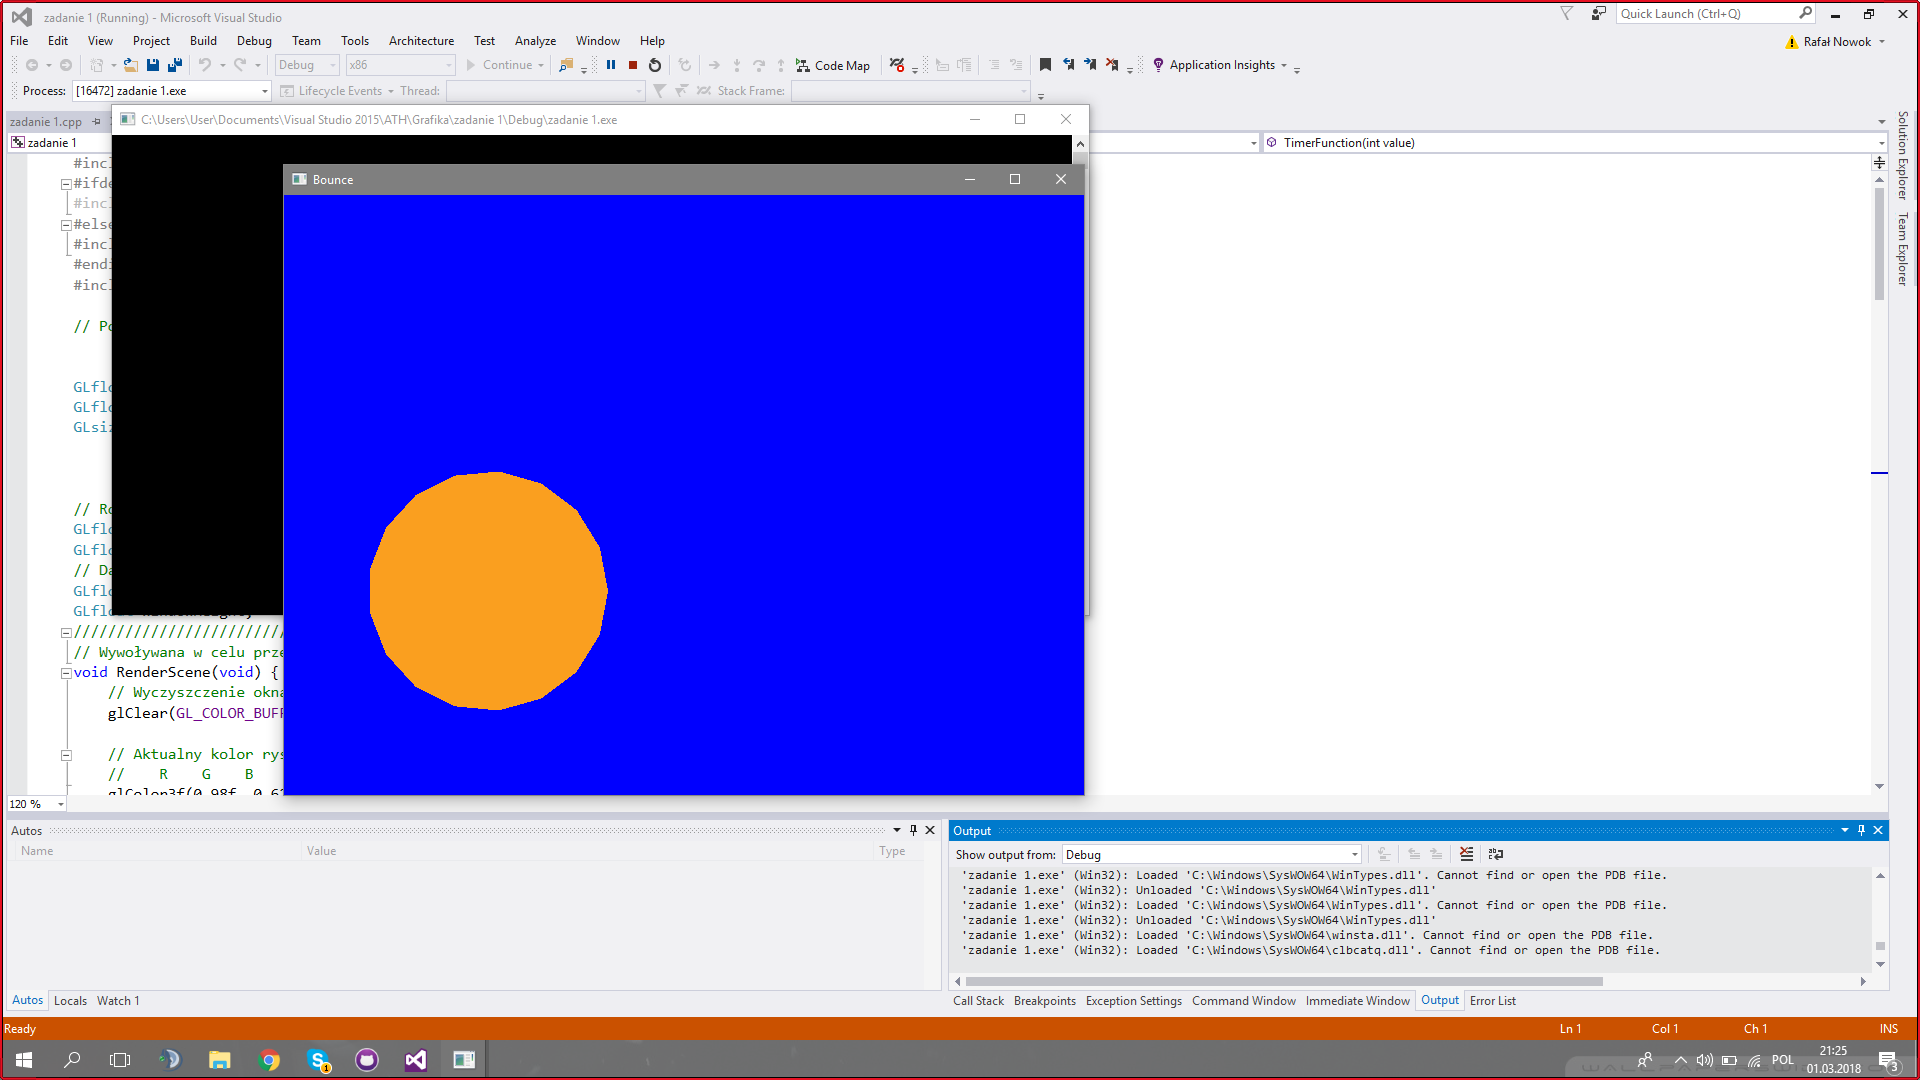 zadanie 1 (Running) - Microsoft Visual Studio
Quick Launch (Ctrl+Q)
File Edit View Project Build Debug Team Tools Architecture Test Analyze Window Help
Rafał Nowok
Debug x86 Continue Code Map Application Insights
Process: [16472] zadanie 1.exe Lifecycle Events Thread: Stack Frame:
zadanie 1.cpp
C:\Users\User\Documents\Visual Studio 2015\ATH\Grafika\zadanie 1\Debug\zadanie 1.exe
zadanie 1
TimerFunction(int value)
Solution Explorer
Team Explorer
Bounce
#incl
#ifde
#incl
#else
#incl
#endi
#incl
// Po
GLflo
GLflo
GLsiz
// Ro
GLflo
GLflo
// Da
GLflo
GLflo
///////////////////////////
// Wywoływana w celu prze
void RenderScene(void) {
// Wyczyszczenie okna
glClear(GL_COLOR_BUFF
// Aktualny kolor rys
// R G B
glColor3f(0.98f, 0.62
120 %
Autos
Name Value Type
Autos Locals Watch 1
Output
Show output from: Debug
'zadanie 1.exe' (Win32): Loaded 'C:\Windows\SysWOW64\WinTypes.dll'. Cannot find or open the PDB file.
'zadanie 1.exe' (Win32): Unloaded 'C:\Windows\SysWOW64\WinTypes.dll'
'zadanie 1.exe' (Win32): Loaded 'C:\Windows\SysWOW64\WinTypes.dll'. Cannot find or open the PDB file.
'zadanie 1.exe' (Win32): Unloaded 'C:\Windows\SysWOW64\WinTypes.dll'
'zadanie 1.exe' (Win32): Loaded 'C:\Windows\SysWOW64\winsta.dll'. Cannot find or open the PDB file.
'zadanie 1.exe' (Win32): Loaded 'C:\Windows\SysWOW64\clbcatq.dll'. Cannot find or open the PDB file.
Call Stack Breakpoints Exception Settings Command Window Immediate Window Output Error List
Ready Ln 1 Col 1 Ch 1 INS
1
POL
21:25
01.03.2018
3